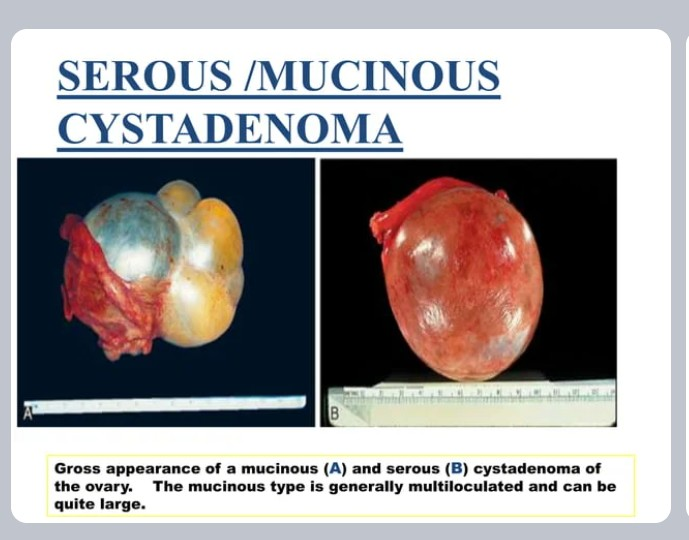 SEROUS /MUCINOUS
CYSTADENOMA
A
B
Gross appearance of a mucinous (A) and serous (B) cystadenoma of
the ovary. The mucinous type is generally multiloculated and can be
quite large.